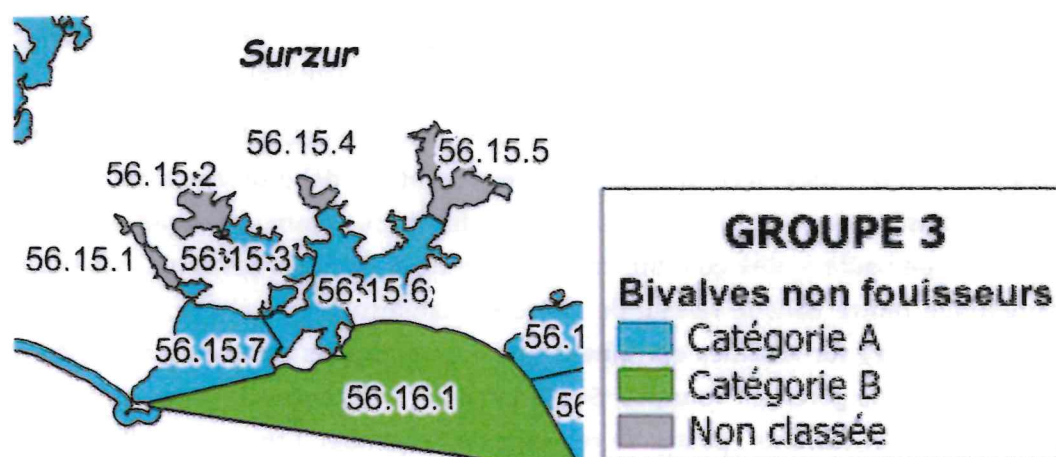 Surzur
56.15.4
56.15.5
56.15.2
56.15.1
56.15.3
56.15.6
56.15.7
56.16.1
GROUPE 3
Bivalves non fouisseurs
Catégorie A
Catégorie B
Non classée